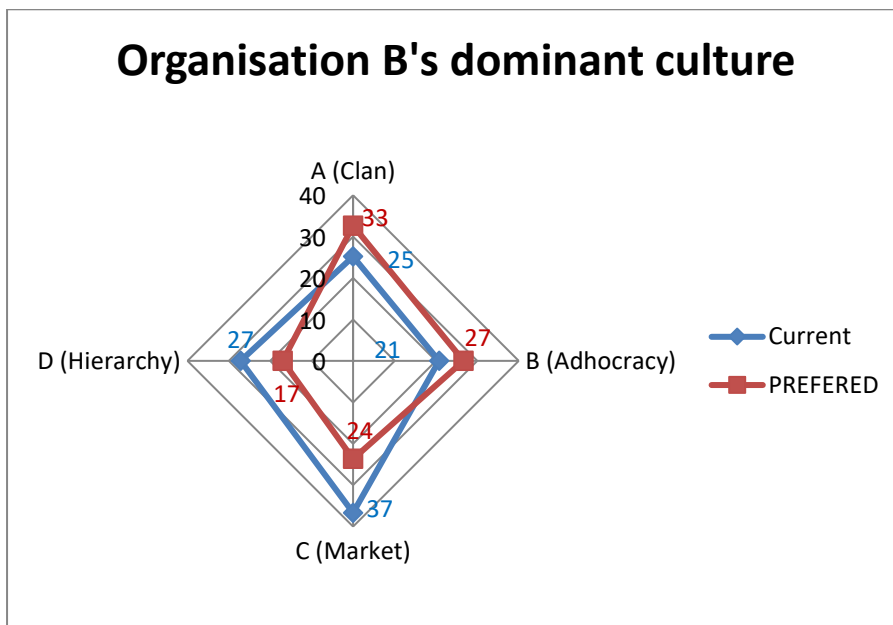 Organisation B's dominant culture
A (Clan)
40
33
30
25
20
10
27
21
27
D (Hierarchy)
0
B (Adhocracy)
17
24
37
C (Market)
Current
PREFERED